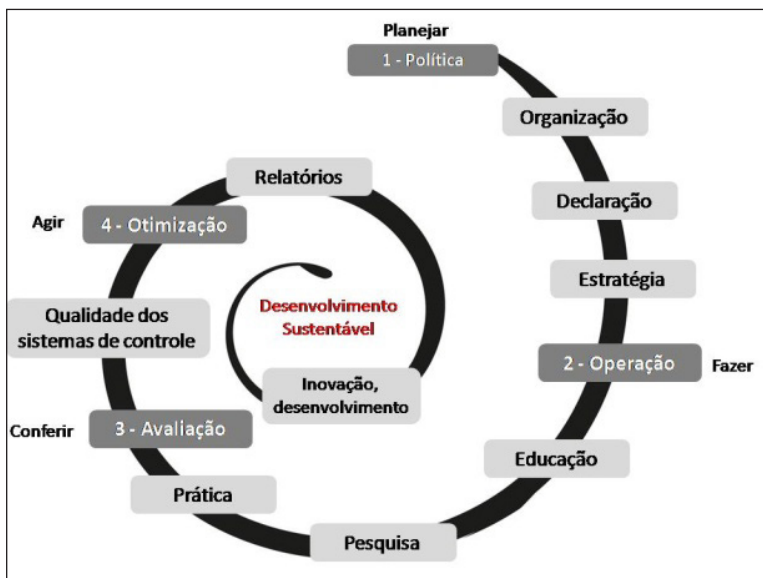 Planejar
1 - Política
Organização
Declaração
Estratégia
2 - Operação
Fazer
Educação
Pesquisa
Prática
Conferir
3 - Avaliação
Qualidade dos
sistemas de controle
Agir
4 - Otimização
Relatórios
Inovação,
desenvolvimento
Desenvolvimento
Sustentável